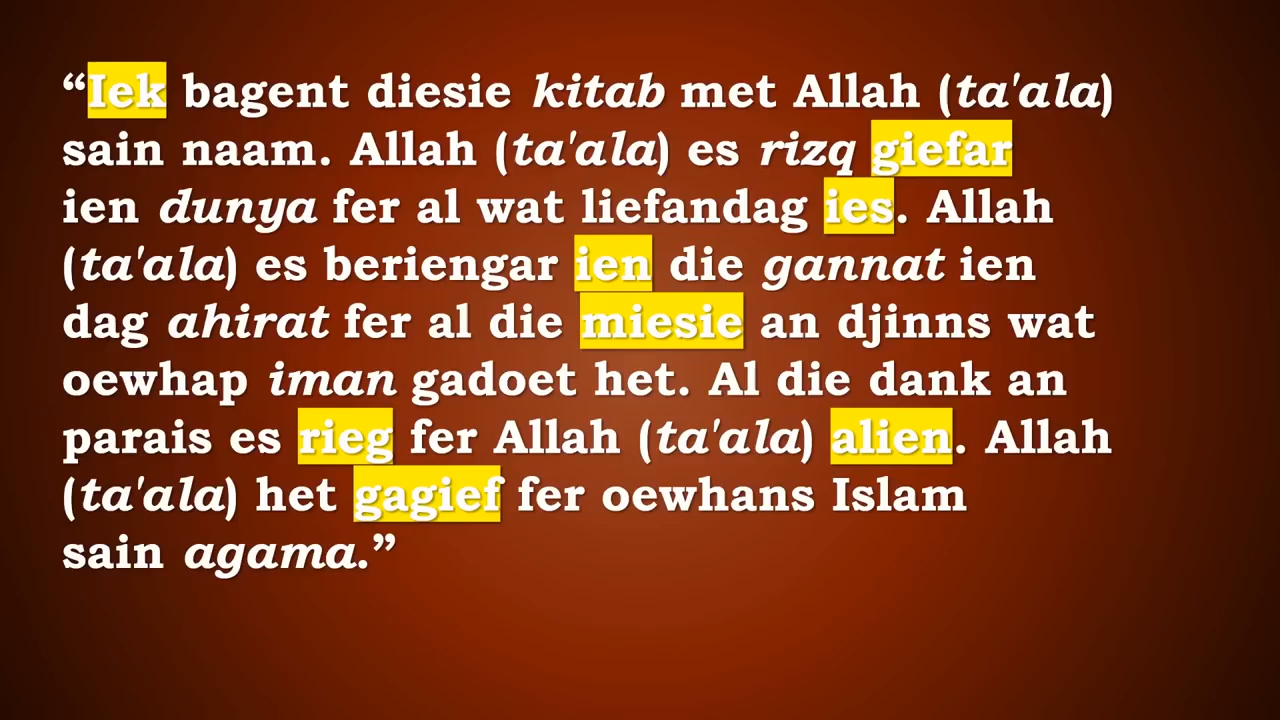 “Iek bagent diesie kitab met Allah (ta'ala)
sain naam. Allah (ta'ala) es rizq giefar
ien dunya fer al wat liefandag ies. Allah
(ta'ala) es beriengar ien die gannat ien
dag ahirat fer al die miesie an djinns wat
oewhap iman gadoet het. Al die dank an
parais es rieg fer Allah (ta'ala) alien. Allah
(ta'ala) het gagief fer oewhans Islam
sain agama.”